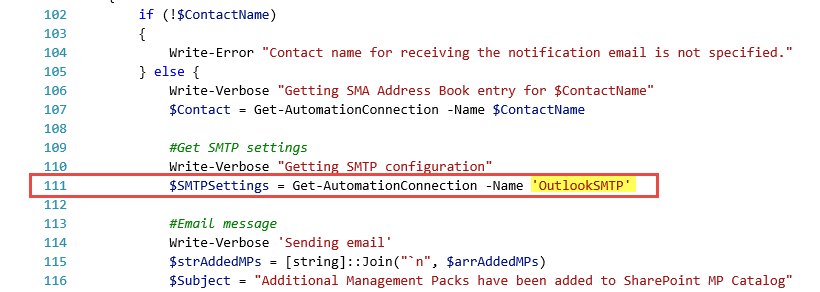 {
102 if (!$ContactName)
103 {
104 Write-Error "Contact name for receiving the notification email is not specified."
105 } else {
106 Write-Verbose "Getting SMA Address Book entry for $ContactName"
107 $Contact = Get-AutomationConnection -Name $ContactName
108
109 #Get SMTP settings
110 Write-Verbose "Getting SMTP configuration"
111 $SMTPSettings = Get-AutomationConnection -Name 'OutlookSMTP'
112
113 #Email message
114 Write-Verbose 'Sending email'
115 $strAddedMPs = [string]::Join("`n", $arrAddedMPs)
116 $Subject = "Additional Management Packs have been added to SharePoint MP Catalog"